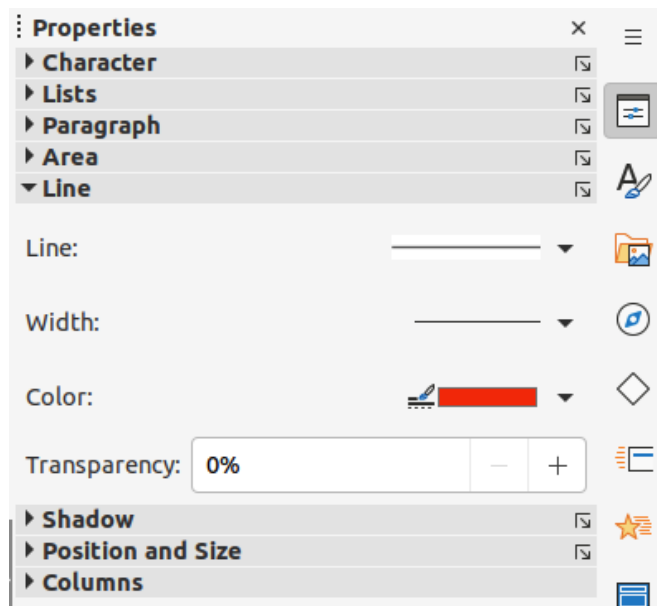 Properties
Character
Lists
Paragraph
Area
Line
Line:
Width:
Color:
Transparency: 0%
Shadow
Position and Size
Columns